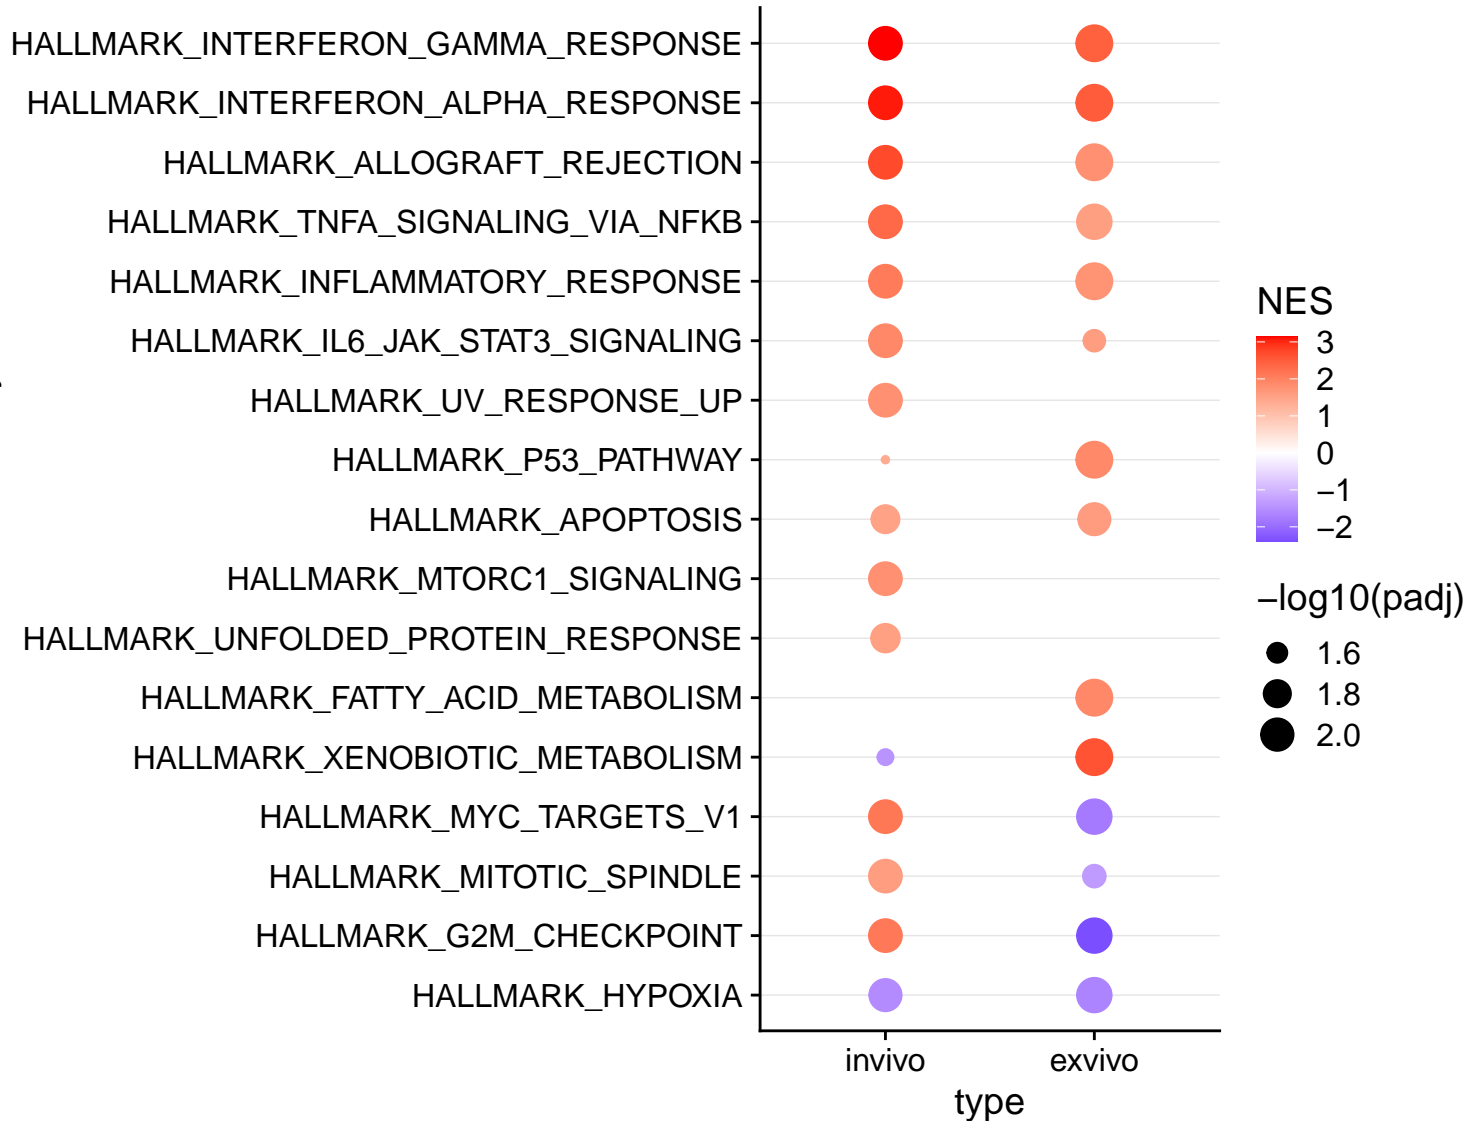 HALLMARK_INTERFERON_GAMMA_RESPONSE
HALLMARK_INTERFERON_ALPHA_RESPONSE
HALLMARK_ALLOGRAFT_REJECTION
HALLMARK_TNFA_SIGNALING_VIA_NFKB
HALLMARK_INFLAMMATORY_RESPONSE
HALLMARK_IL6_JAK_STAT3_SIGNALING
HALLMARK_UV_RESPONSE_UP
HALLMARK_P53_PATHWAY
HALLMARK_APOPTOSIS
HALLMARK_MTORC1_SIGNALING
HALLMARK_UNFOLDED_PROTEIN_RESPONSE
HALLMARK_FATTY_ACID_METABOLISM
HALLMARK_XENOBIOTIC_METABOLISM
HALLMARK_MYC_TARGETS_V1
HALLMARK_MITOTIC_SPINDLE
HALLMARK_G2M_CHECKPOINT
HALLMARK_HYPOXIA
invivo exvivo
type
NES
3
2
1
0
−1
−2
−log10(padj)
1.6
1.8
2.0